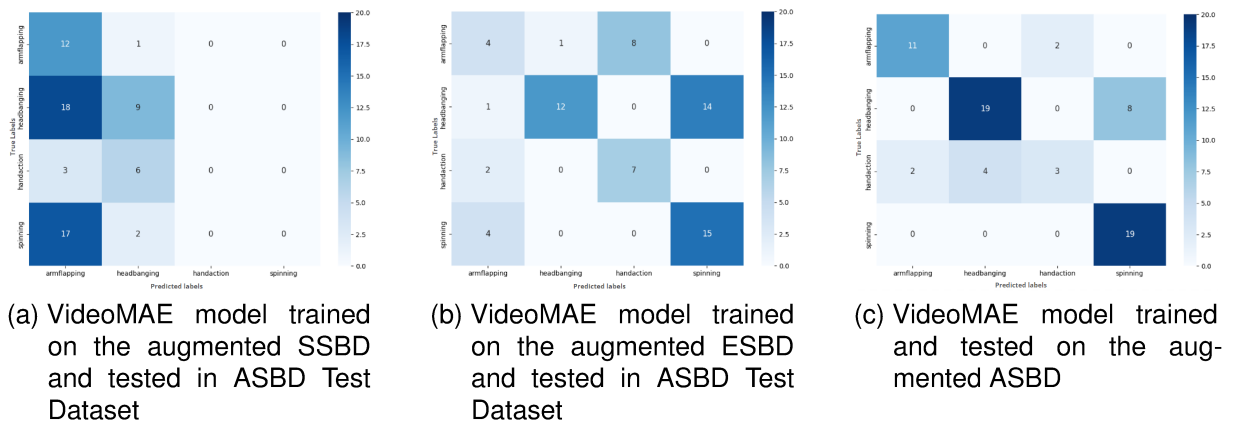 armflapping
headbanging
handaction
spinning
True Labels
12 1 0 0
18 9 0 0
3 6 0 0
17 2 0 0
armflapping headbanging handaction spinning
Predicted labels
20.0
17.5
15.0
12.5
10.0
7.5
5.0
2.5
0.0
(a) VideoMAE model trained
on the augmented SSBD
and tested in ASBD Test
Dataset
armflapping
headbanging
handaction
spinning
True Labels
4 1 8 0
1 12 0 14
2 0 7 0
4 0 0 15
armflapping headbanging handaction spinning
Predicted labels
20.0
17.5
15.0
12.5
10.0
7.5
5.0
2.5
0.0
(b) VideoMAE model trained
on the augmented ESBD
and tested in ASBD Test
Dataset
armflapping
headbanging
handaction
spinning
True Labels
11 0 2 0
0 19 0 8
2 4 3 0
0 0 0 19
armflapping headbanging handaction spinning
Predicted labels
20.0
17.5
15.0
12.5
10.0
7.5
5.0
2.5
0.0
(c) VideoMAE model trained
and tested on the aug-
mented ASBD